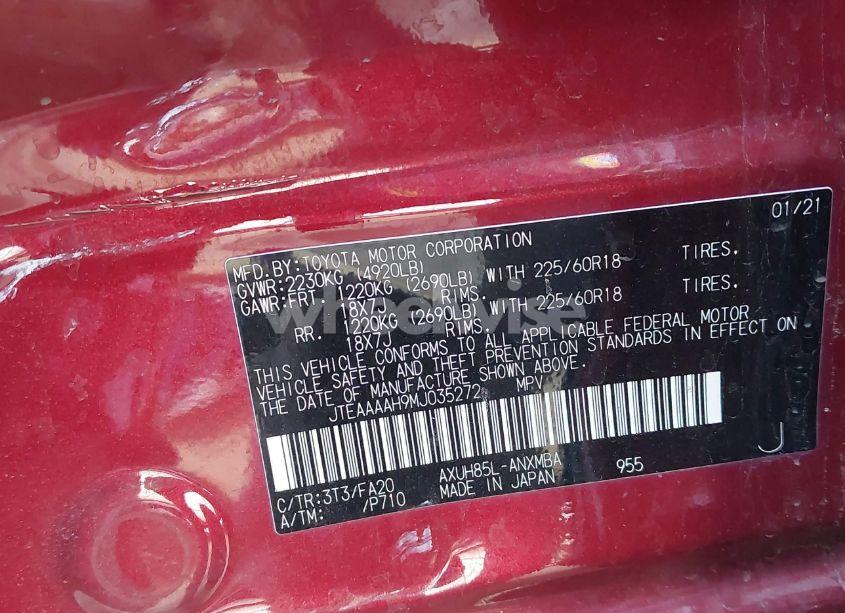 01/21
MFD.BY:TOYOTA MOTOR CORPORATION
GVWR:2230KG (4920LB)
GAWR:FRT 1220KG (2690LB) WITH 225/60R18 TIRES.
18X7J RIMS.
RR. 1220KG (2690LB) WITH 225/60R18 TIRES.
18X7J RIMS.
THIS VEHICLE CONFORMS TO ALL APPLICABLE FEDERAL MOTOR
VEHICLE SAFETY AND THEFT PREVENTION STANDARDS IN EFFECT ON
THE DATE OF MANUFACTURE SHOWN ABOVE.
JTEAAAAH9MJ035272 MPV
C/TR:3T3/FA20 AXUH85L-ANXMBA 955 J
A/TM: /P710 MADE IN JAPAN
wheelwise